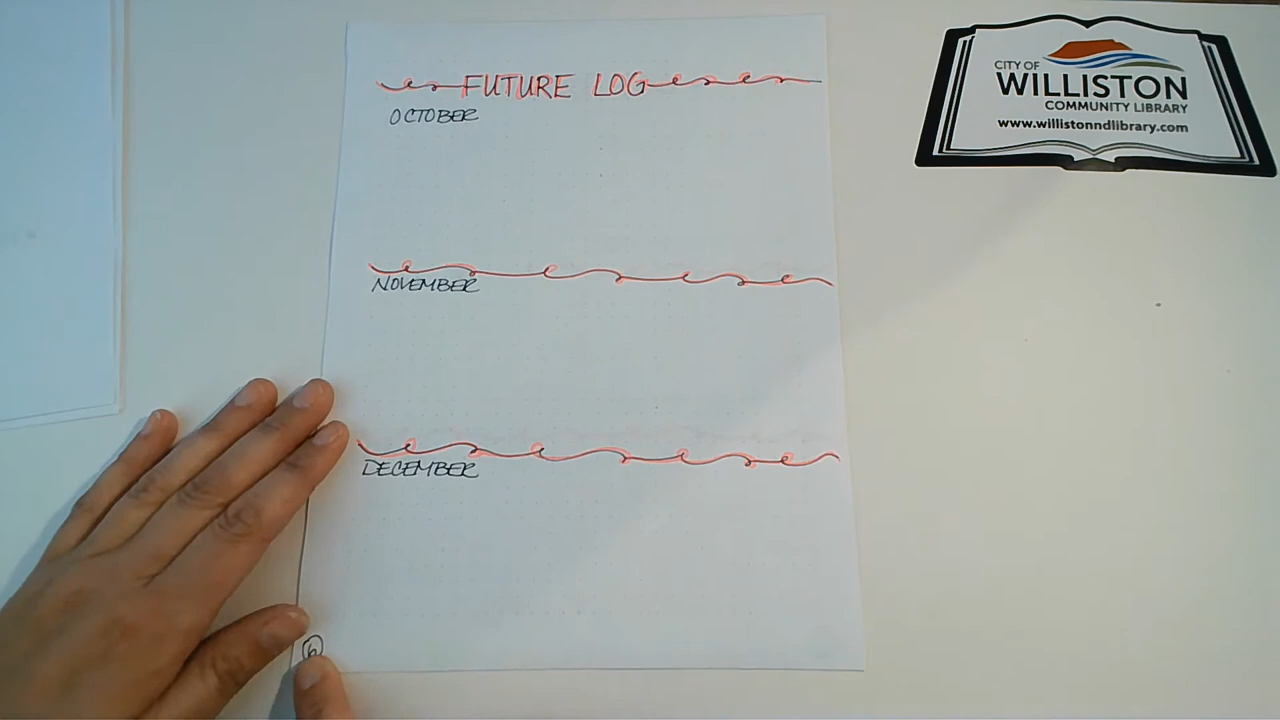 FUTURE LOG
OCTOBER
NOVEMBER
DECEMBER
6
CITY OF
WILLISTON
COMMUNITY LIBRARY
www.willistonndlibrary.com